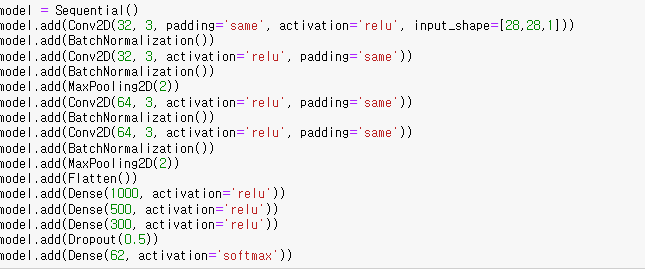 model = Sequential()
model.add(Conv2D(32, 3, padding='same', activation='relu', input_shape=[28,28,1]))
model.add(BatchNormalization())
model.add(Conv2D(32, 3, activation='relu', padding='same'))
model.add(BatchNormalization())
model.add(MaxPooling2D(2))
model.add(Conv2D(64, 3, activation='relu', padding='same'))
model.add(BatchNormalization())
model.add(Conv2D(64, 3, activation='relu', padding='same'))
model.add(BatchNormalization())
model.add(MaxPooling2D(2))
model.add(Flatten())
model.add(Dense(1000, activation='relu'))
model.add(Dense(500, activation='relu'))
model.add(Dense(300, activation='relu'))
model.add(Dropout(0.5))
model.add(Dense(62, activation='softmax'))